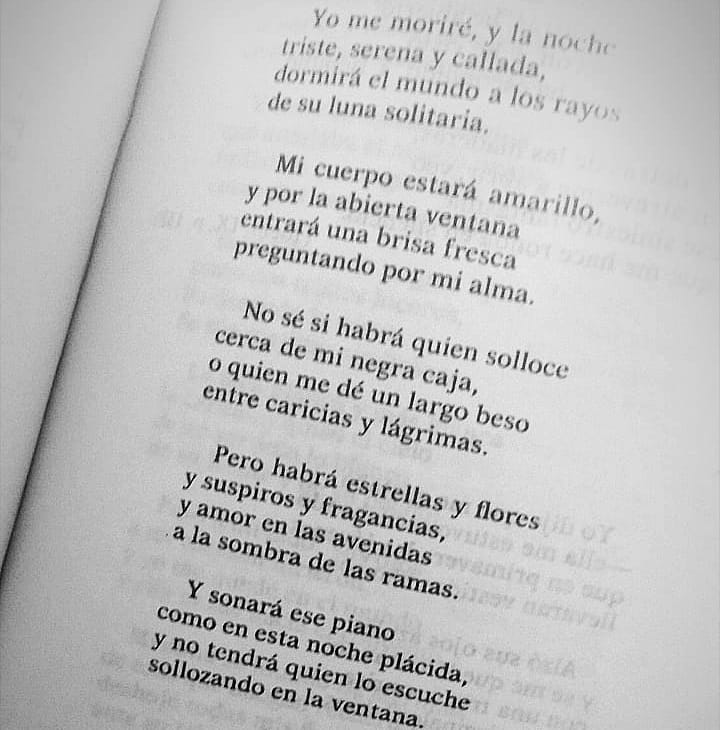 Yo me moriré, y la noche
triste, serena y callada,
dormirá el mundo a los rayos
de su luna solitaria.
Mi cuerpo estará amarillo,
y por la abierta ventana
entrará una brisa fresca
preguntando por mi alma.
No sé si habrá quien solloce
cerca de mi negra caja,
o quien me dé un largo beso
entre caricias y lágrimas.
Pero habrá estrellas y flores
y suspiros y fragancias,
y amor en las avenidas
a la sombra de las ramas.
Y sonará ese piano
como en esta noche plácida,
y no tendrá quien lo escuche
sollozando en la ventana.